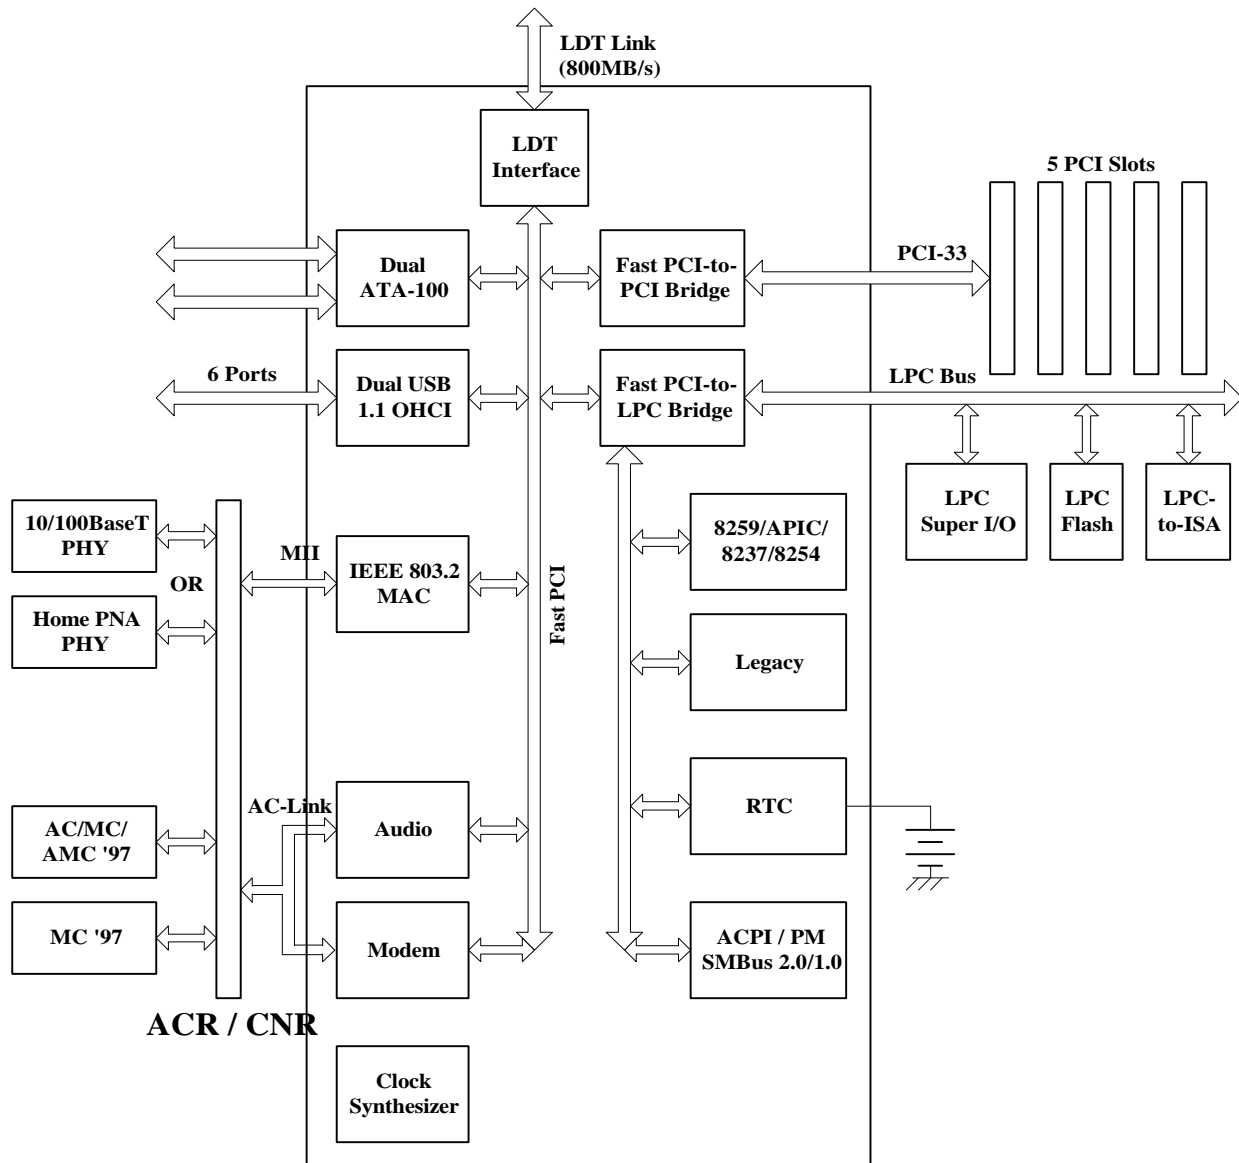 LDT Link
(800MB/s)
LDT
Interface
5 PCI Slots
Dual
ATA-100
Fast PCI-to-
PCI Bridge
PCI-33
6 Ports
Dual USB
1.1 OHCI
Fast PCI-to-
LPC Bridge
LPC Bus
LPC
Super I/O
LPC
Flash
LPC-
to-ISA
10/100BaseT
PHY
OR
Home PNA
PHY
MII
IEEE 803.2
MAC
Fast PCI
8259/APIC/
8237/8254
Legacy
AC/MC/
AMC '97
MC '97
AC-Link
Audio
Modem
RTC
ACPI / PM
SMBus 2.0/1.0
ACR / CNR
Clock
Synthesizer